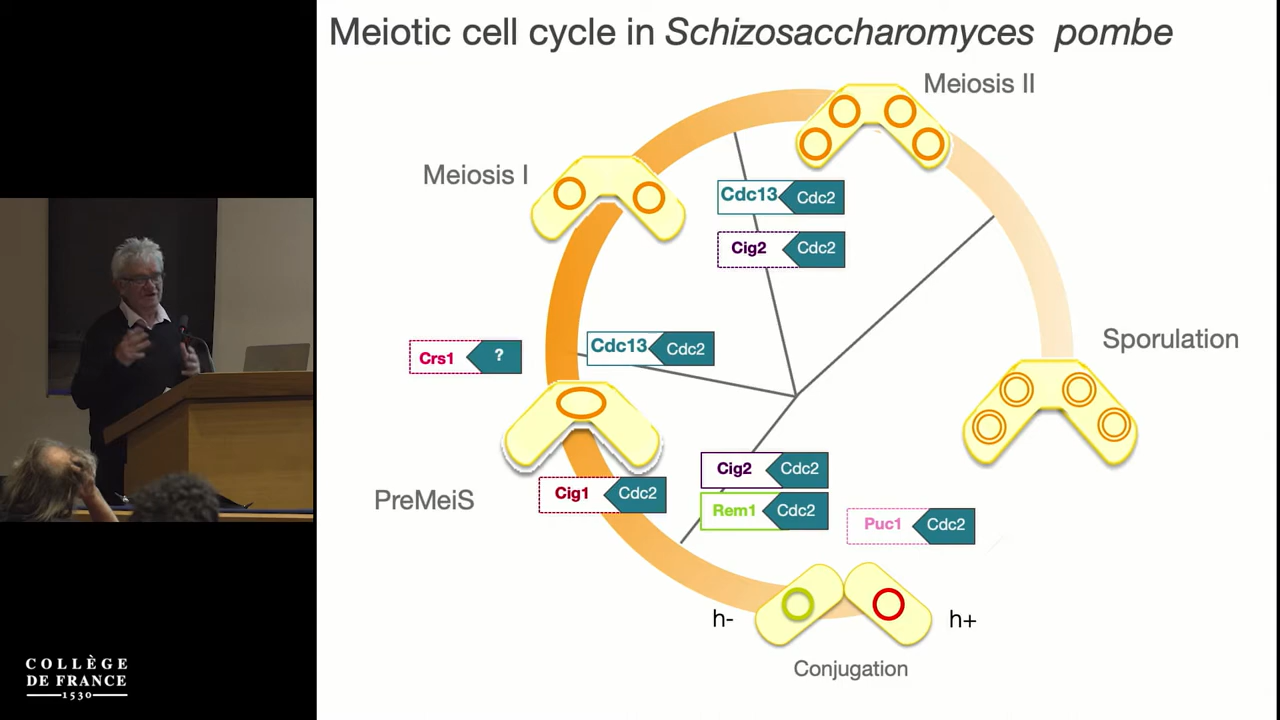 Meiotic cell cycle in Schizosaccharomyces pombe
Meiosis II
Meiosis I
Cdc13 Cdc2
Cig2 Cdc2
Crs1 ?
Cdc13 Cdc2
Sporulation
PreMeiS
Cig1 Cdc2
Cig2 Cdc2
Rem1 Cdc2
Puc1 Cdc2
h-
h+
Conjugation
COLLÈGE
DE FRANCE
1530